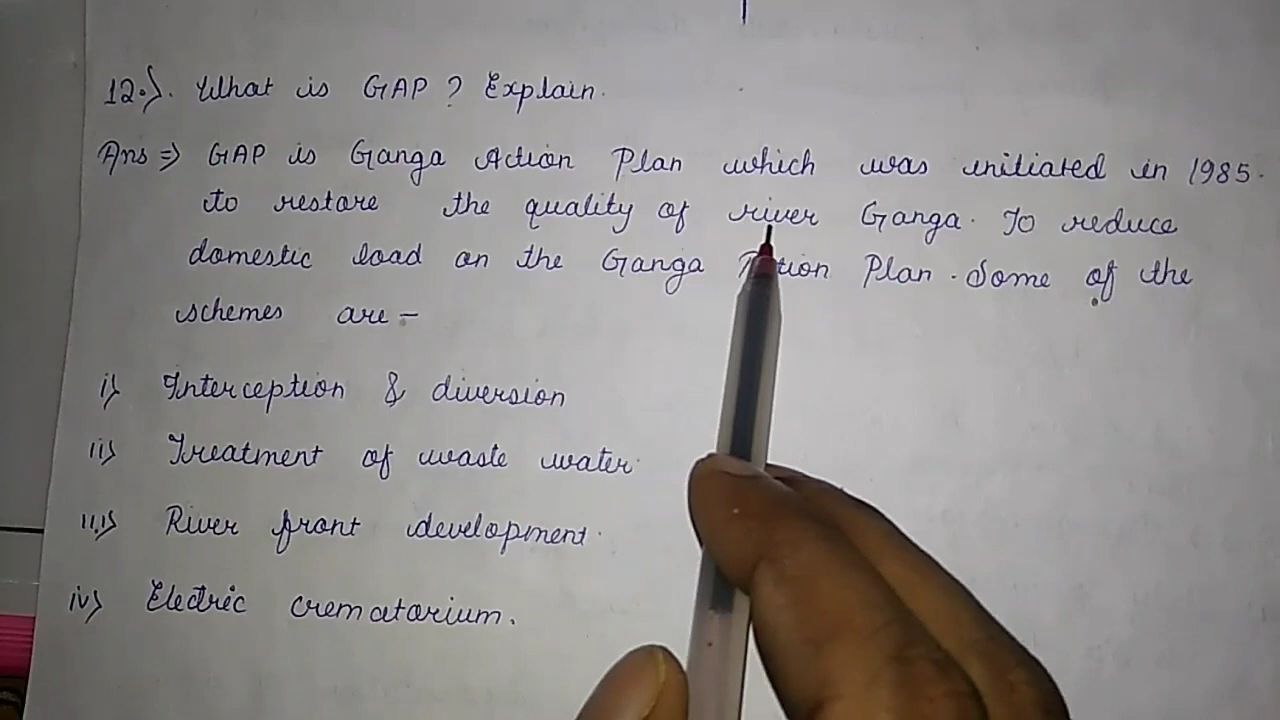 12.). What is GAP? Explain.
Ans ⇒ GAP is Ganga Action Plan which was initiated in 1985.
to restore the quality of river Ganga. To reduce
domestic load on the Ganga Action Plan. Some of the
schemes are -
i) Interception & diversion
ii) Treatment of waste water.
iii) River front development.
iv) Electric crematorium.